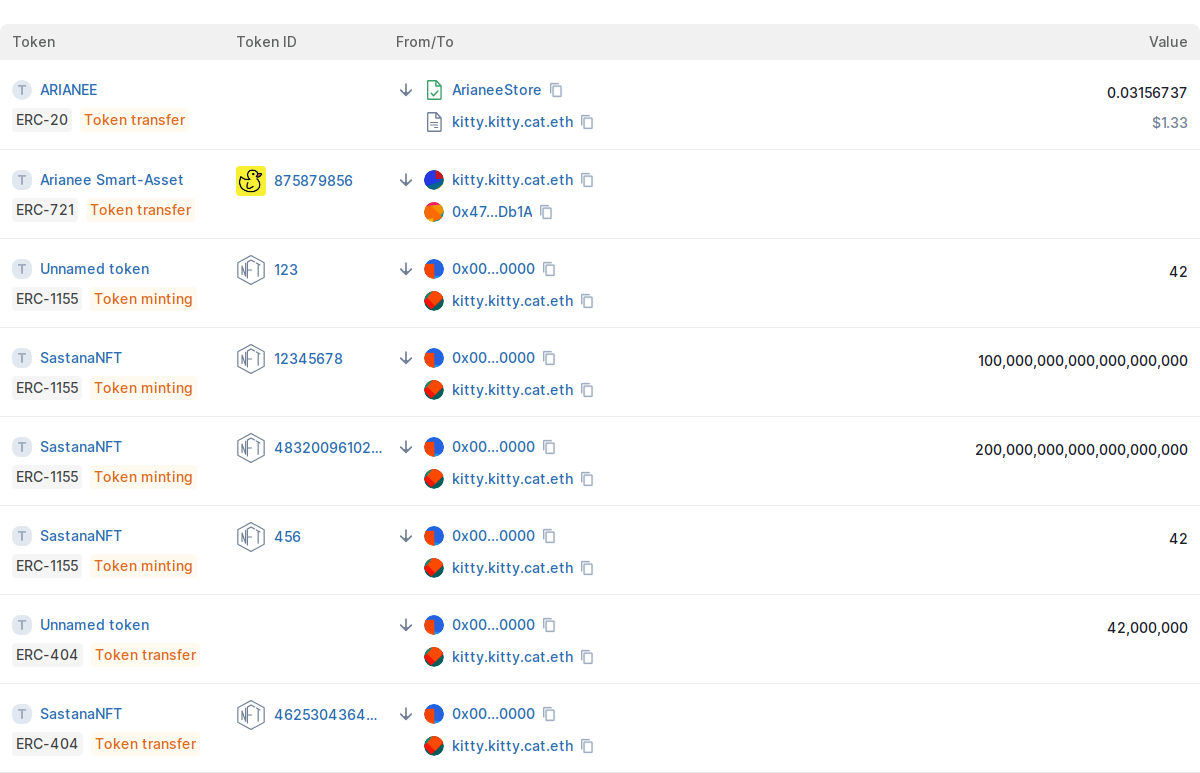 Token Token ID From/To Value
T ARIANEE ArianeeStore 0.03156737
ERC-20 Token transfer kitty.kitty.cat.eth $1.33
T Arianee Smart-Asset 875879856 kitty.kitty.cat.eth
ERC-721 Token transfer 0x47...Db1A
T Unnamed token NFT 123 0x00...0000 42
ERC-1155 Token minting kitty.kitty.cat.eth
T SastanaNFT NFT 12345678 0x00...0000 100,000,000,000,000,000,000
ERC-1155 Token minting kitty.kitty.cat.eth
T SastanaNFT NFT 48320096102... 0x00...0000 200,000,000,000,000,000,000
ERC-1155 Token minting kitty.kitty.cat.eth
T SastanaNFT NFT 456 0x00...0000 42
ERC-1155 Token minting kitty.kitty.cat.eth
T Unnamed token 0x00...0000 42,000,000
ERC-404 Token transfer kitty.kitty.cat.eth
T SastanaNFT NFT 4625304364... 0x00...0000
ERC-404 Token transfer kitty.kitty.cat.eth